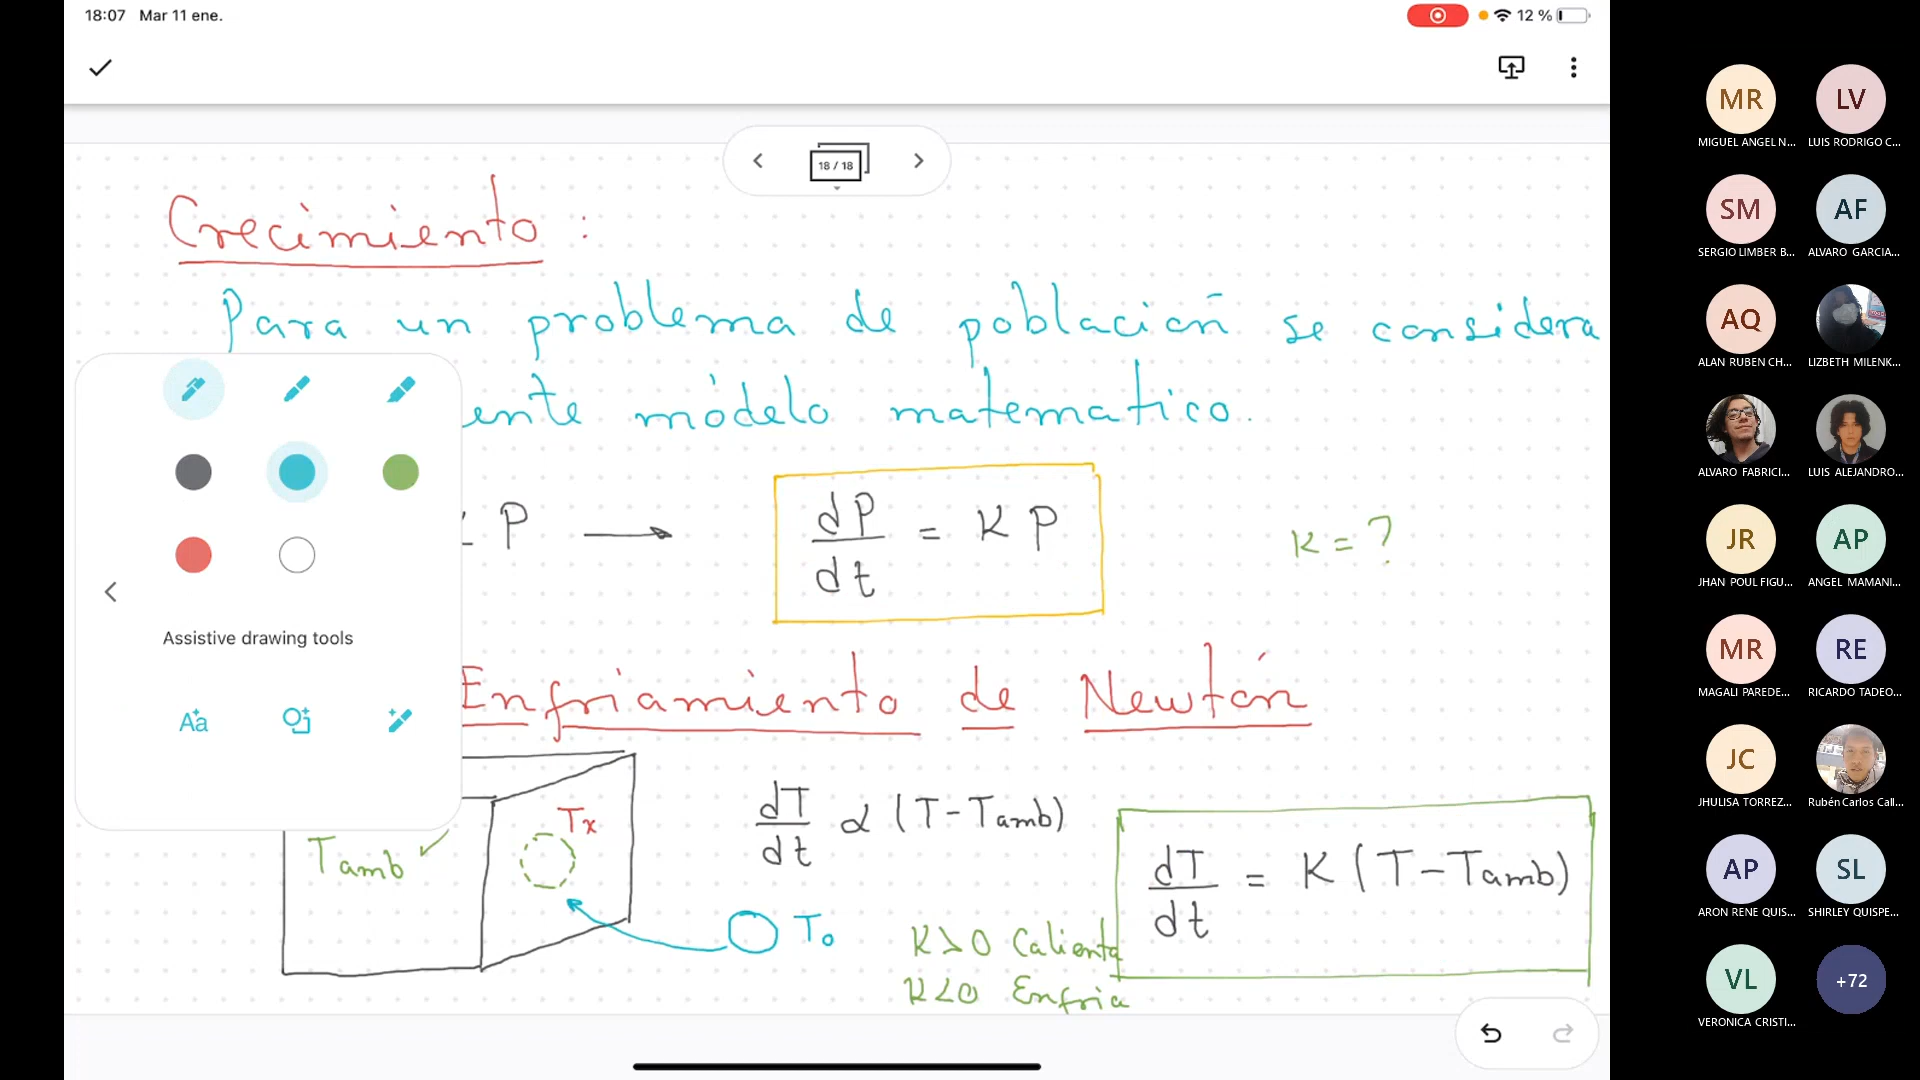 18:07 Mar 11 ene.
12 %
18 / 18
Crecimiento :
Para un problema de población se considera
ente modelo matematico.
P → dP/dt = K P
K = ?
Assistive drawing tools
Enfriamiento de Newtón
Aa
Tx
Tamb
dT/dt α (T-Tamb)
dT/dt = K (T-Tamb)
To
K>0 Calienta
K<0 Enfria
MR LV
MIGUEL ANGEL N... LUIS RODRIGO C...
SM AF
SERGIO LIMBER B... ALVARO GARCIA...
AQ
ALAN RUBEN CH... LIZBETH MILENK...
ALVARO FABRICI... LUIS ALEJANDRO...
JR AP
JHAN POUL FIGU... ANGEL MAMANI...
MR RE
MAGALI PAREDE... RICARDO TADEO...
JC
JHULISA TORREZ... Rubén Carlos Call...
AP SL
ARON RENE QUIS... SHIRLEY QUISPE...
VL +72
VERONICA CRISTI...